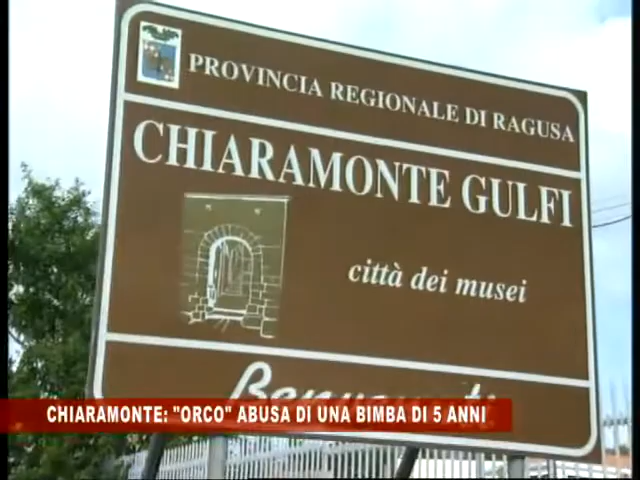 PROVINCIA REGIONALE DI RAGUSA
CHIARAMONTE GULFI
città dei musei
CHIARAMONTE: "ORCO" ABUSA DI UNA BIMBA DI 5 ANNI